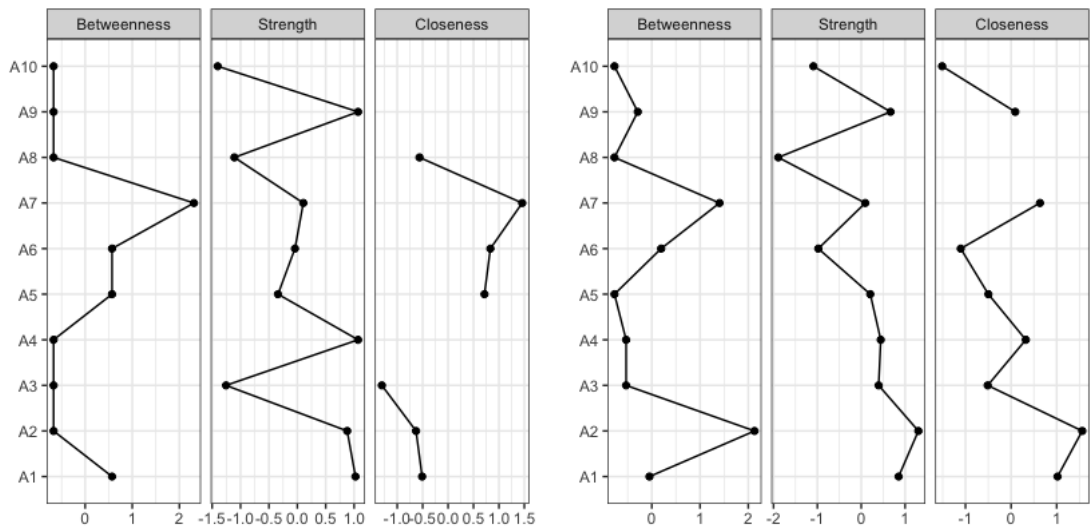 Betweenness Strength Closeness Betweenness Strength Closeness
A10 A10
A9 A9
A8 A8
A7 A7
A6 A6
A5 A5
A4 A4
A3 A3
A2 A2
A1 A1
0 2 -1.5 -1.0 -0.5 0.0 0.5 1.0 -1.0 -0.5 0.0 0.5 1.0 1.5 0 1 2 -2 -1 0 1 -1 0 1